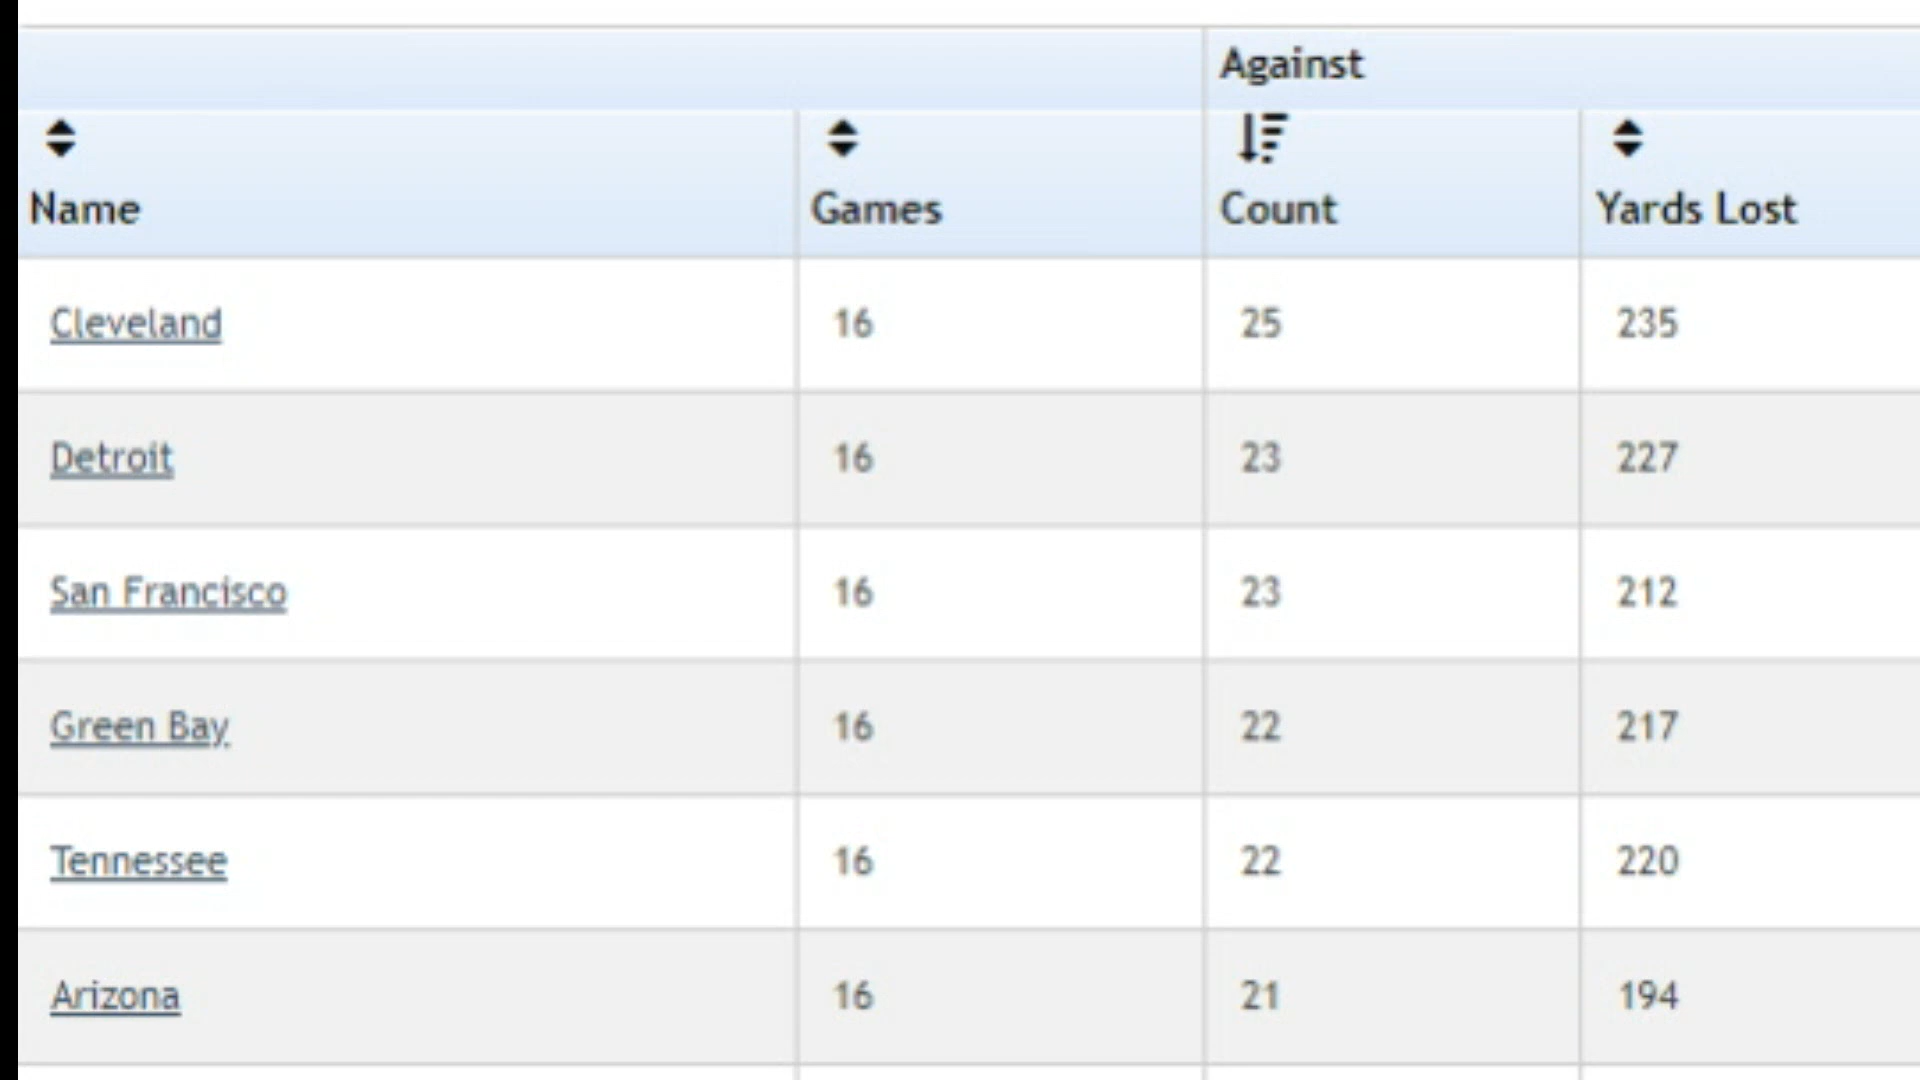 Against
Name Games Count Yards Lost
Cleveland 16 25 235
Detroit 16 23 227
San Francisco 16 23 212
Green Bay 16 22 217
Tennessee 16 22 220
Arizona 16 21 194